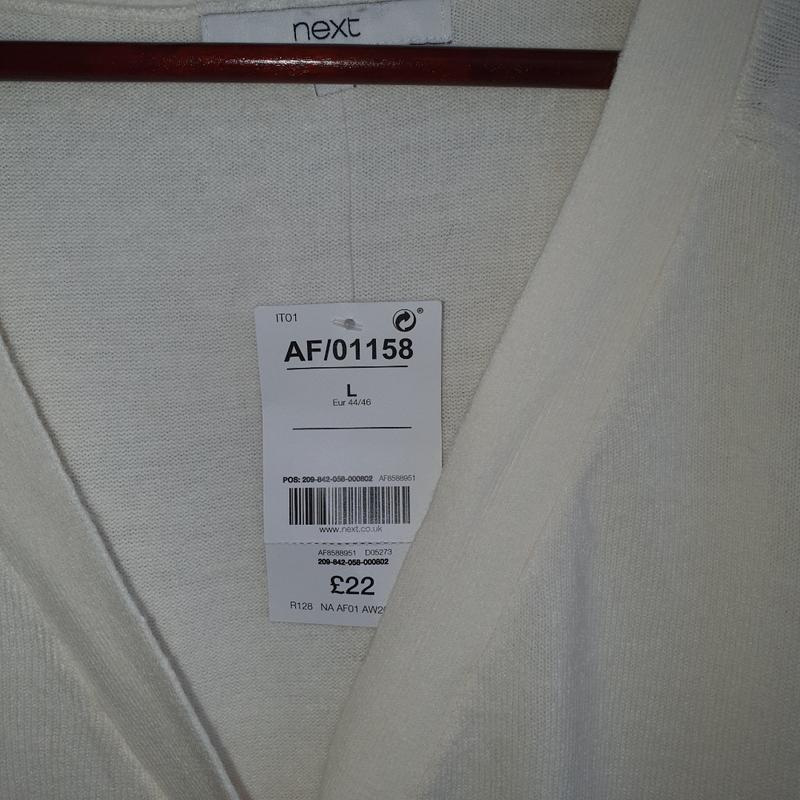 next
IT01
®
AF/01158
L
Eur 44/46
POS: 209-842-058-000802 AF8588951
www.next.co.uk
AF8588951 D05273
209-842-058-000802
£22
R128 NA AF01